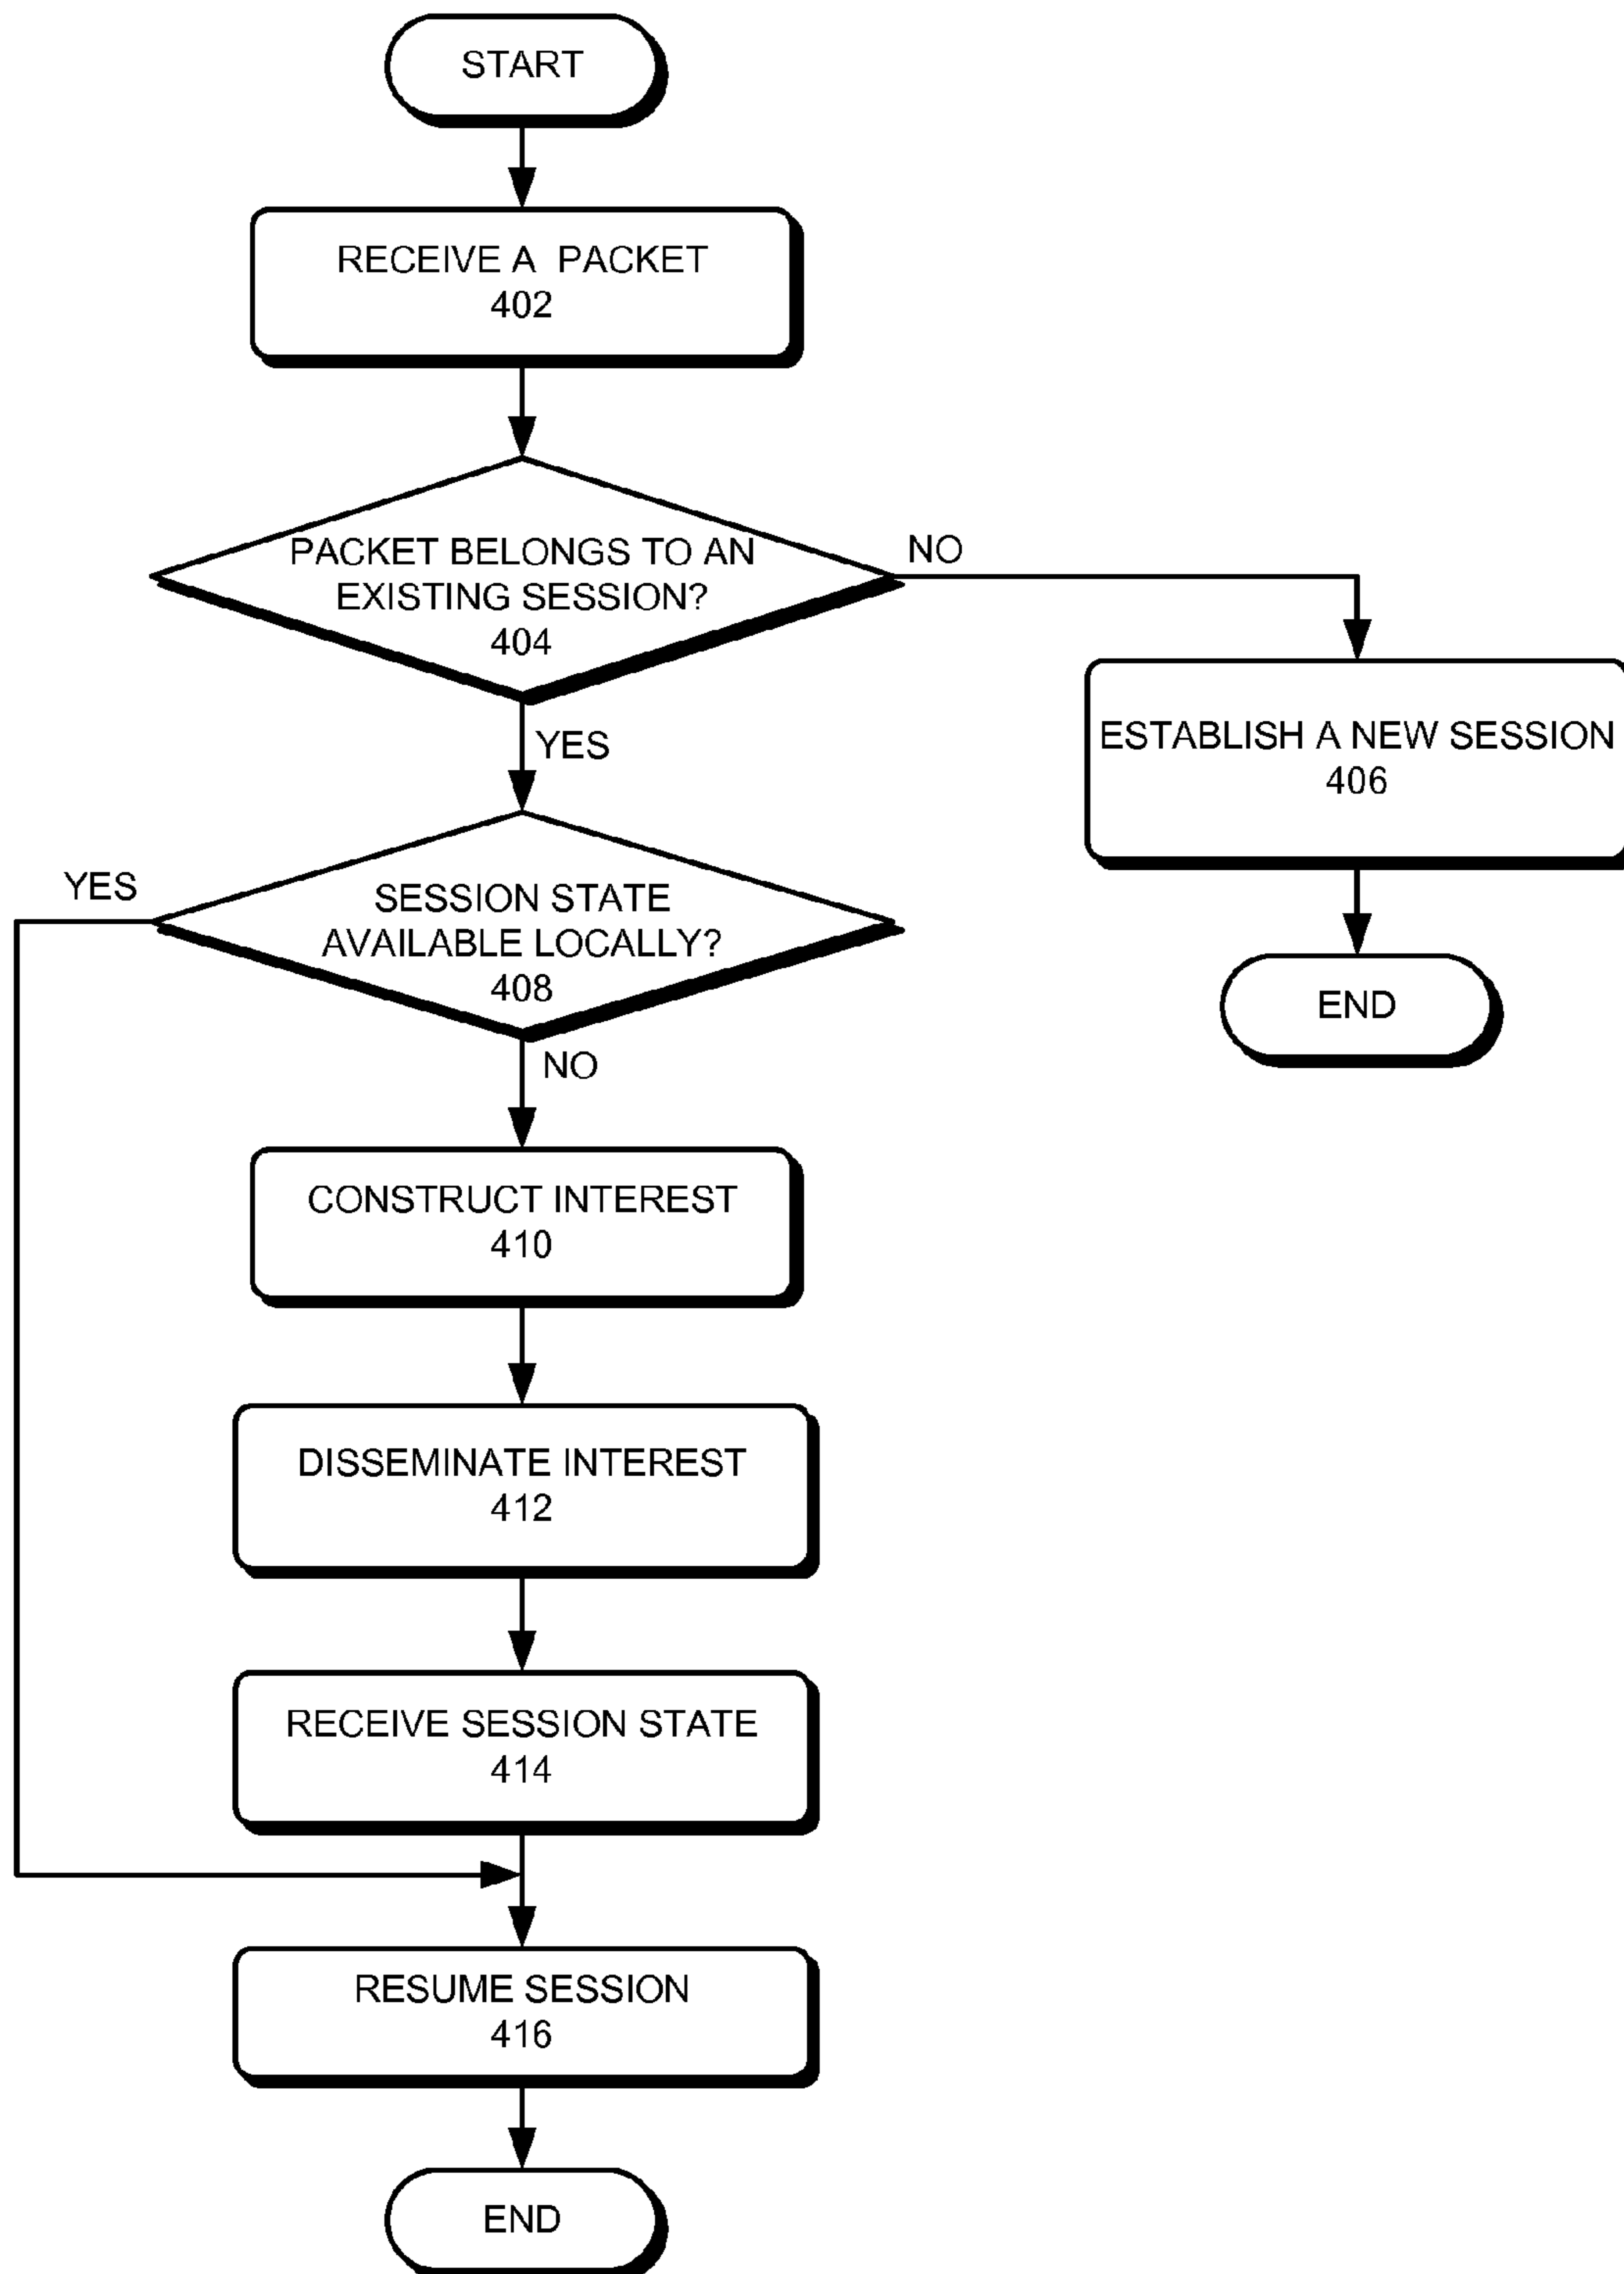 START
RECEIVE A PACKET
402
PACKET BELONGS TO AN
EXISTING SESSION?
404
NO
YES
ESTABLISH A NEW SESSION
406
END
YES
SESSION STATE
AVAILABLE LOCALLY?
408
NO
CONSTRUCT INTEREST
410
DISSEMINATE INTEREST
412
RECEIVE SESSION STATE
414
RESUME SESSION
416
END